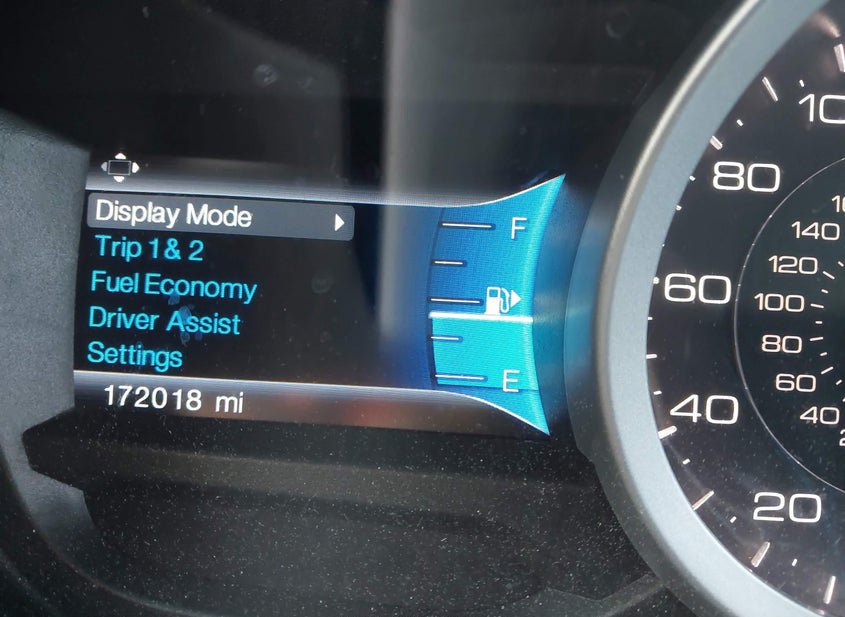 Display Mode
Trip 1 & 2
Fuel Economy
Driver Assist
Settings
172018 mi
F
E
80
60
40
20
140
120
100
80
60
40